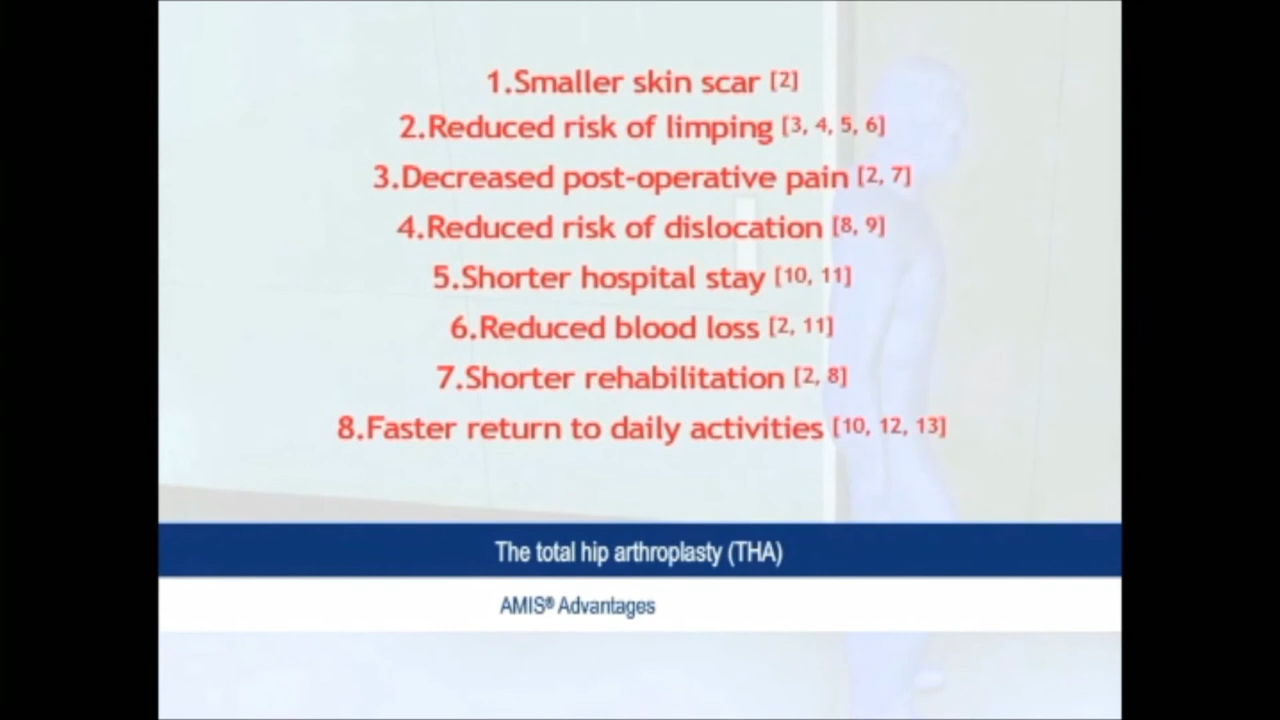 1.Smaller skin scar [2]
2.Reduced risk of limping [3, 4, 5, 6]
3.Decreased post-operative pain [2, 7]
4.Reduced risk of dislocation [8, 9]
5.Shorter hospital stay [10, 11]
6.Reduced blood loss [2, 11]
7.Shorter rehabilitation [2, 8]
8.Faster return to daily activities [10, 12, 13]
The total hip arthroplasty (THA)
AMIS® Advantages